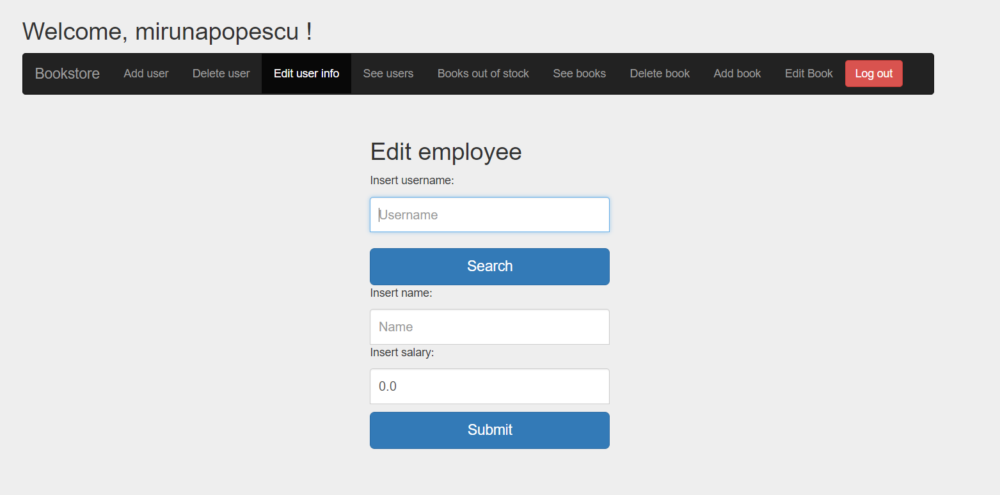 Welcome, mirunapopescu !
Bookstore Add user Delete user Edit user info See users Books out of stock See books Delete book Add book Edit Book Log out
Edit employee
Insert username:
Username
Search
Insert name:
Name
Insert salary:
0.0
Submit